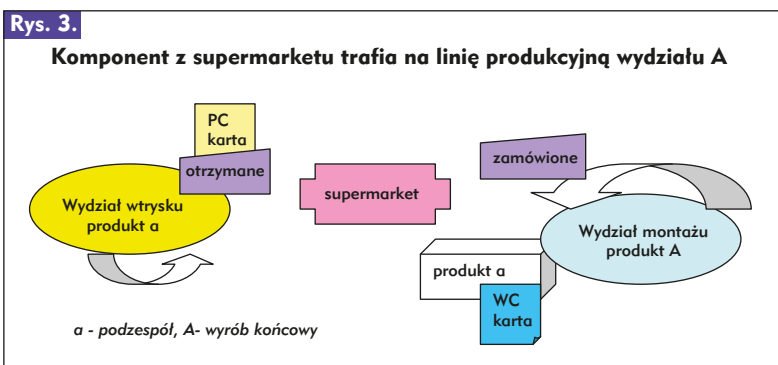 Rys. 3.
Komponent z supermarketu trafia na linię produkcyjną wydziału A
PC
karta
otrzymane
zamówione
supermarket
Wydział wtrysku
produkt a
Wydział montażu
produkt A
produkt a
WC
karta
a - podzespół, A- wyrób końcowy